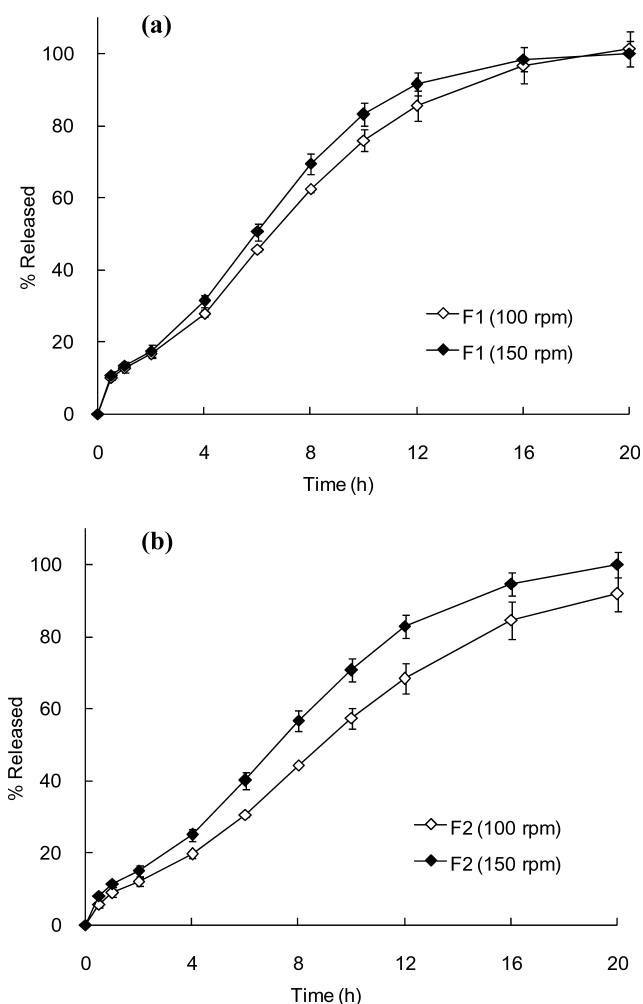 (a)
100
80
60
40
20
0
% Released
F1 (100 rpm)
F1 (150 rpm)
0 4 8 12 16 20
Time (h)
(b)
100
80
60
40
20
0
% Released
F2 (100 rpm)
F2 (150 rpm)
0 4 8 12 16 20
Time (h)